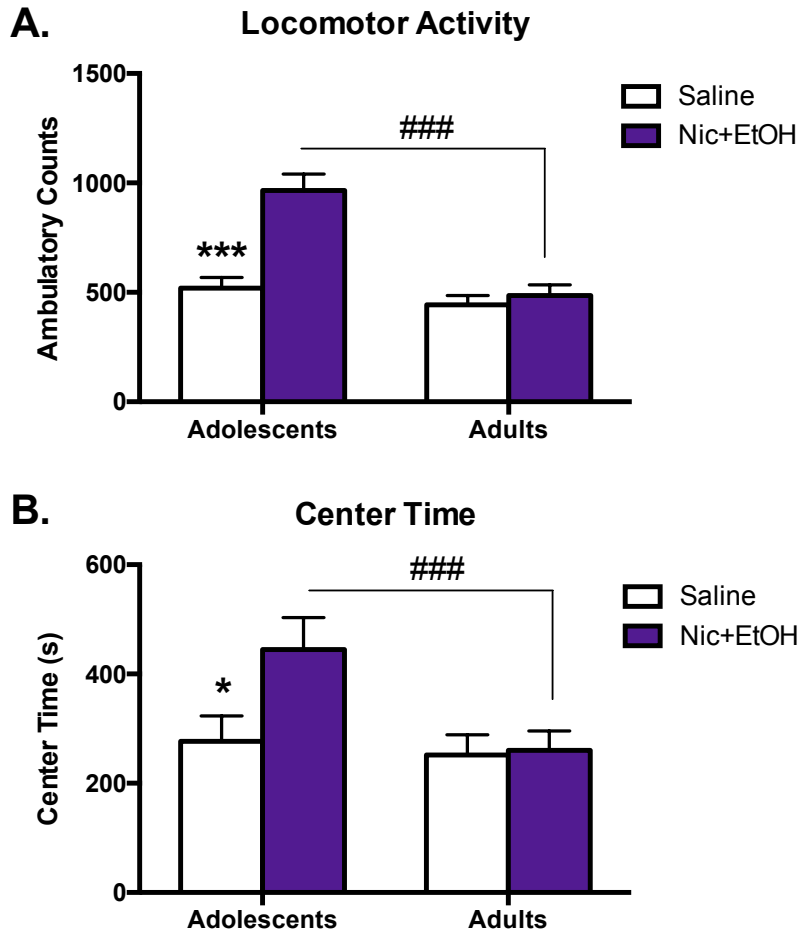 A.
Locomotor Activity
1500
1000
500
0
Ambulatory Counts
***
###
Saline
Nic+EtOH
Adolescents
Adults
B.
Center Time
600
400
200
0
Center Time (s)
*
###
Saline
Nic+EtOH
Adolescents
Adults